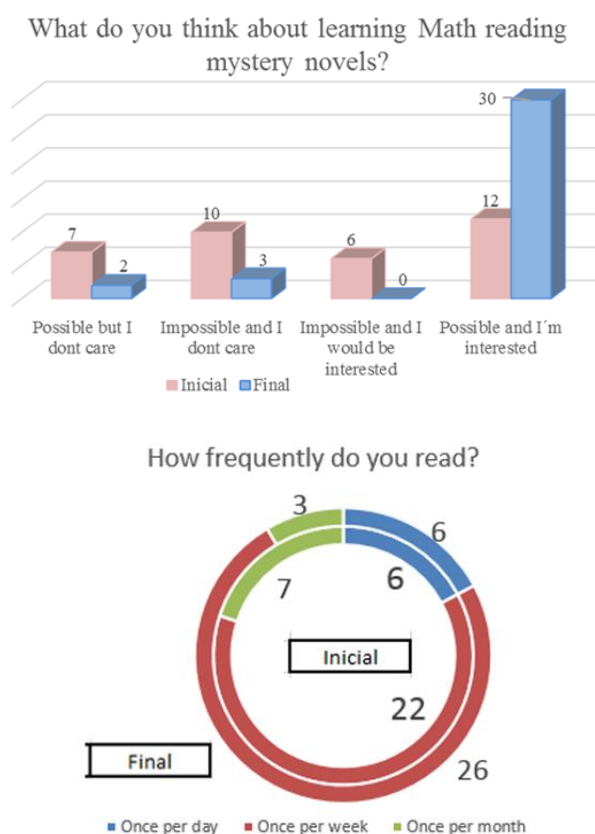 What do you think about learning Math reading
mystery novels?
30
12
10
7
6
3
2
0
Possible but I
dont care
Impossible and I
dont care
Impossible and I
would be
interested
Possible and I´m
interested
Inicial Final
How frequently do you read?
3
6
6
7
Inicial
22
Final
26
Once per day Once per week Once per month